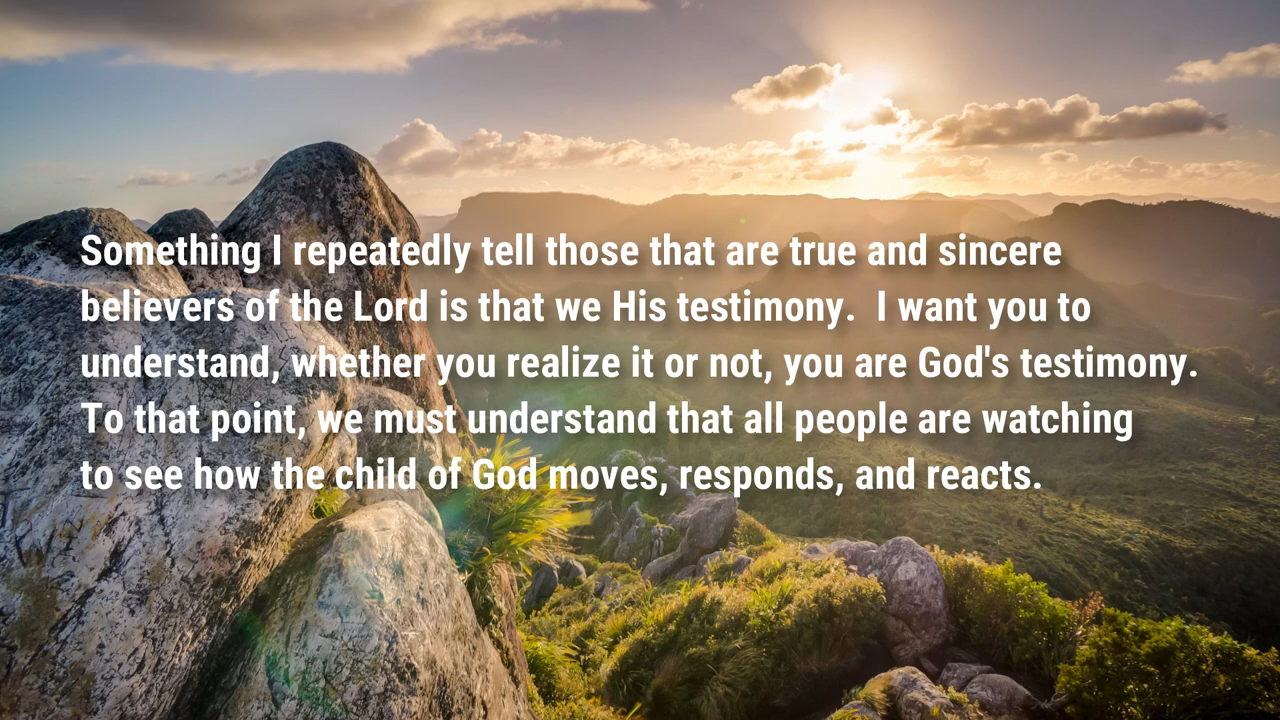 Something I repeatedly tell those that are true and sincere
believers of the Lord is that we His testimony.  I want you to
understand, whether you realize it or not, you are God's testimony.
To that point, we must understand that all people are watching
to see how the child of God moves, responds, and reacts.